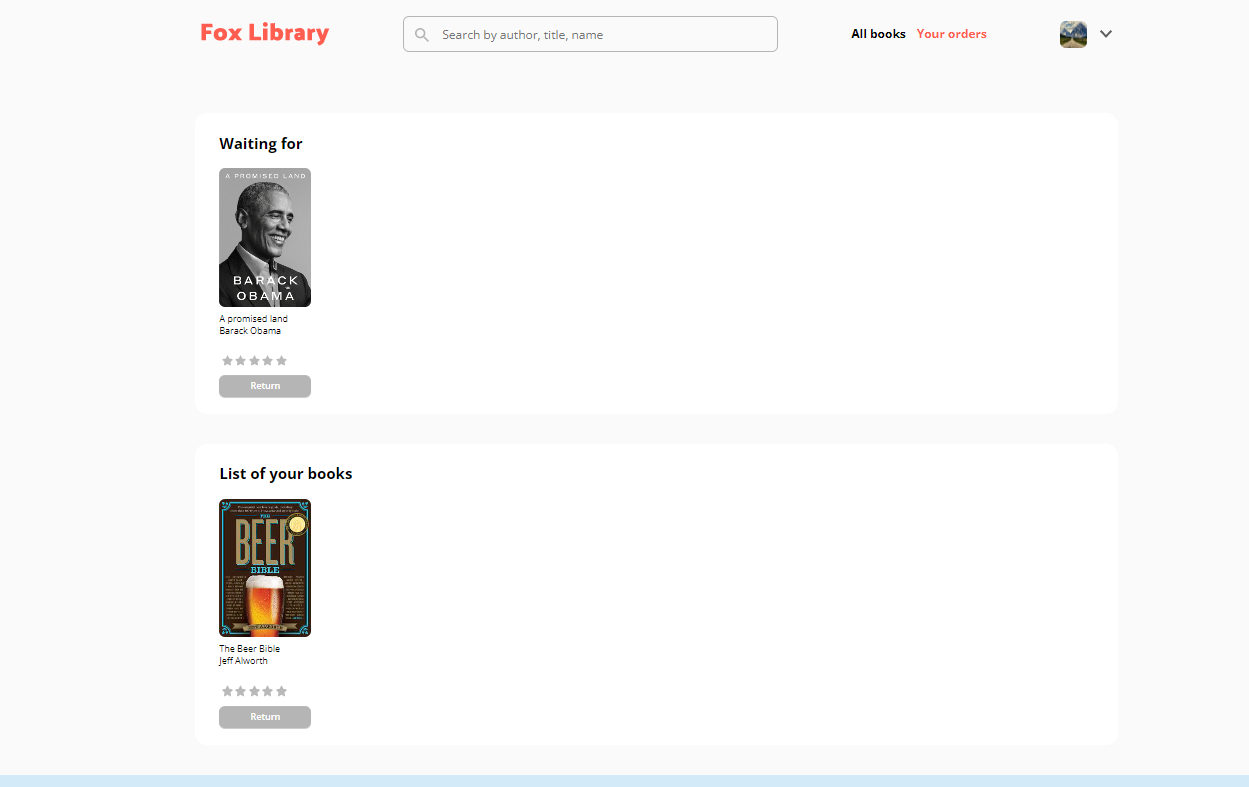 Fox Library
Search by author, title, name
All books
Your orders
Waiting for
A PROMISED LAND
BARACK
OBAMA
A promised land
Barack Obama
Return
List of your books
THE
BEER
BIBLE
The Beer Bible
Jeff Alworth
Return